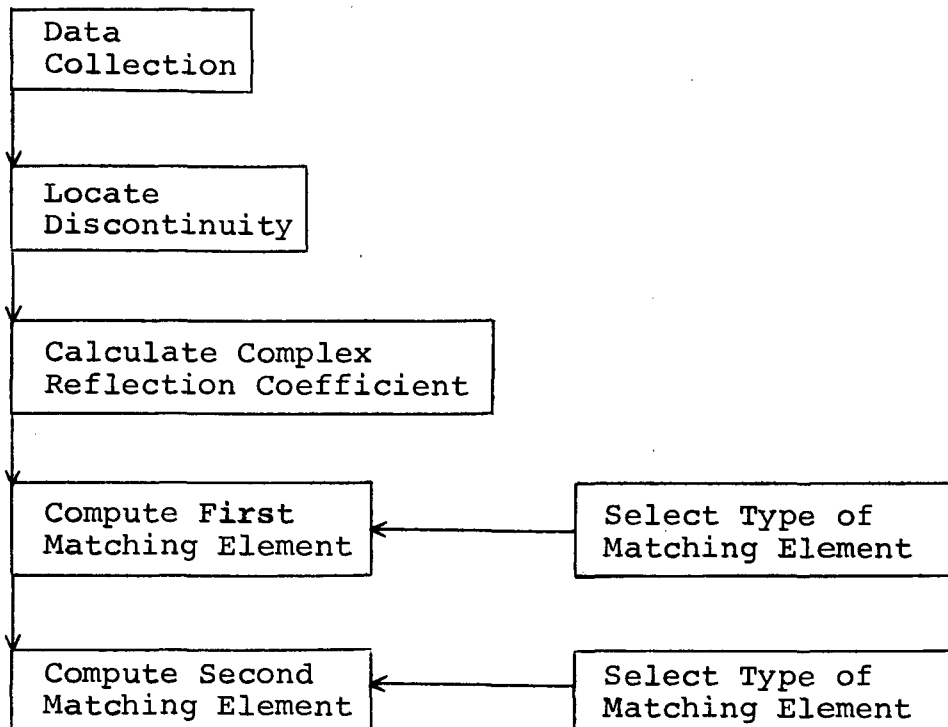 Data
Collection
Locate
Discontinuity
Calculate Complex
Reflection Coefficient
Compute First
Matching Element
Select Type of
Matching Element
Compute Second
Matching Element
Select Type of
Matching Element